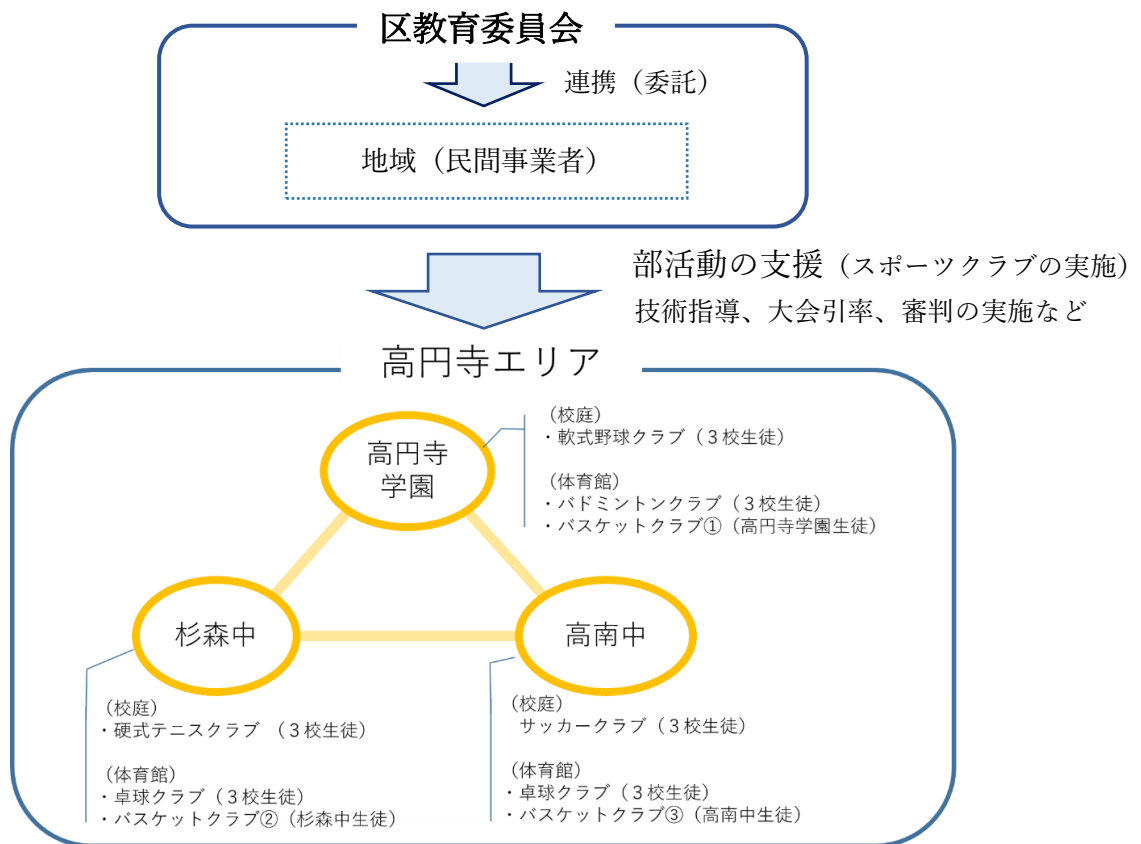 区教育委員会
連携（委託）
地域（民間事業者）
部活動の支援（スポーツクラブの実施）
技術指導、大会引率、審判の実施など
高円寺エリア
高円寺
学園
（校庭）
・軟式野球クラブ（３校生徒）
（体育館）
・バドミントンクラブ（３校生徒）
・バスケットクラブ①（高円寺学園生徒）
杉森中
（校庭）
・硬式テニスクラブ　（３校生徒）
（体育館）
・卓球クラブ（３校生徒）
・バスケットクラブ②（杉森中生徒）
高南中
（校庭）
サッカークラブ（３校生徒）
（体育館）
・卓球クラブ（３校生徒）
・バスケットクラブ③（高南中生徒）